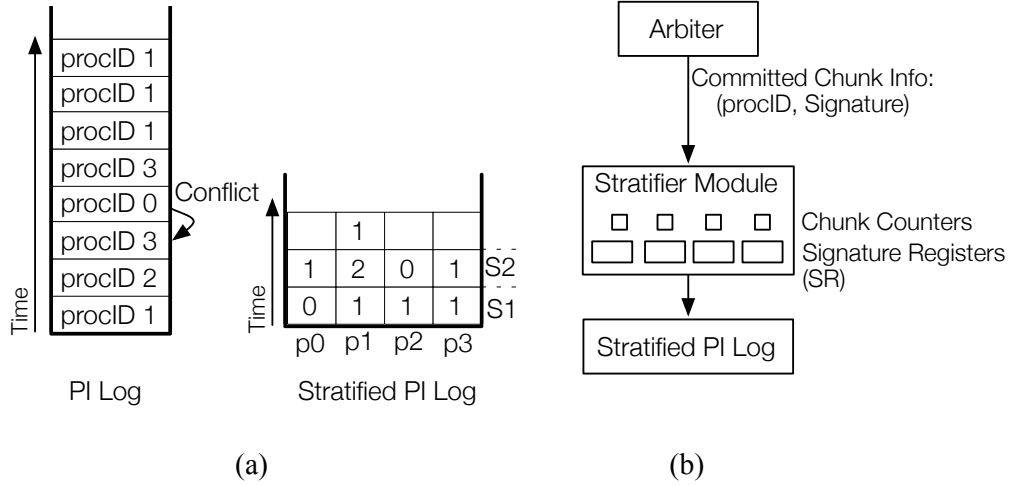 procID 1
procID 1
procID 1
procID 3
procID 0
procID 3
procID 2
procID 1
Time
Conflict
PI Log
1
1 2 0 1 S2
0 1 1 1 S1
Time
p0 p1 p2 p3
Stratified PI Log
(a)
Arbiter
Committed Chunk Info:
(procID, Signature)
Stratifier Module
Chunk Counters
Signature Registers
(SR)
Stratified PI Log
(b)